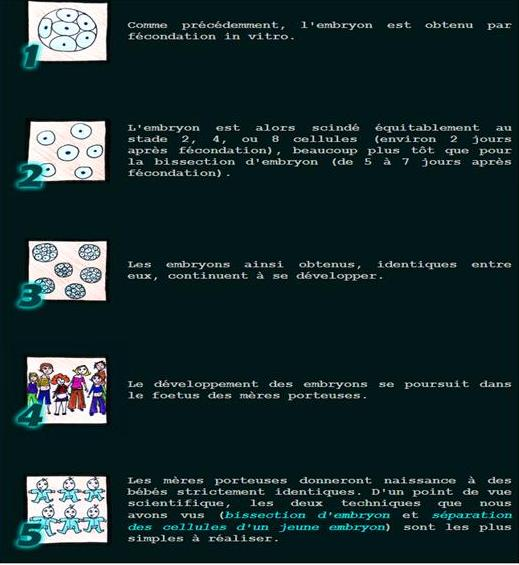 1
Comme précédemment, l'embryon est obtenu par
fécondation in vitro.
2
L'embryon est alors scindé équitablement au
stade 2, 4, ou 8 cellules (environ 2 jours
après fécondation), beaucoup plus tôt que pour
la bissection d'embryon (de 5 à 7 jours après
fécondation).
3
Les embryons ainsi obtenus, identiques entre
eux, continuent à se développer.
4
Le développement des embryons se poursuit dans
le foetus des mères porteuses.
5
Les mères porteuses donneront naissance à des
bébés strictement identiques. D'un point de vue
scientifique, les deux techniques que nous
avons vus (bissection d'embryon et séparation
des cellules d'un jeune embryon) sont les plus
simples à réaliser.